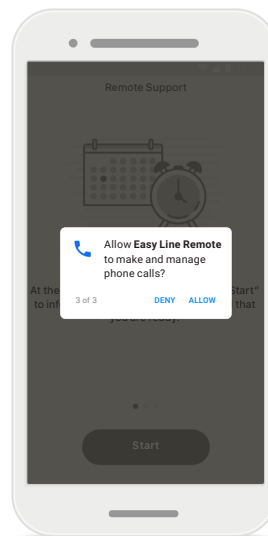 Remote Support
Allow Easy Line Remote
to make and manage
phone calls?
3 of 3 DENY ALLOW
At the Start"
to that
you are ready.
Start